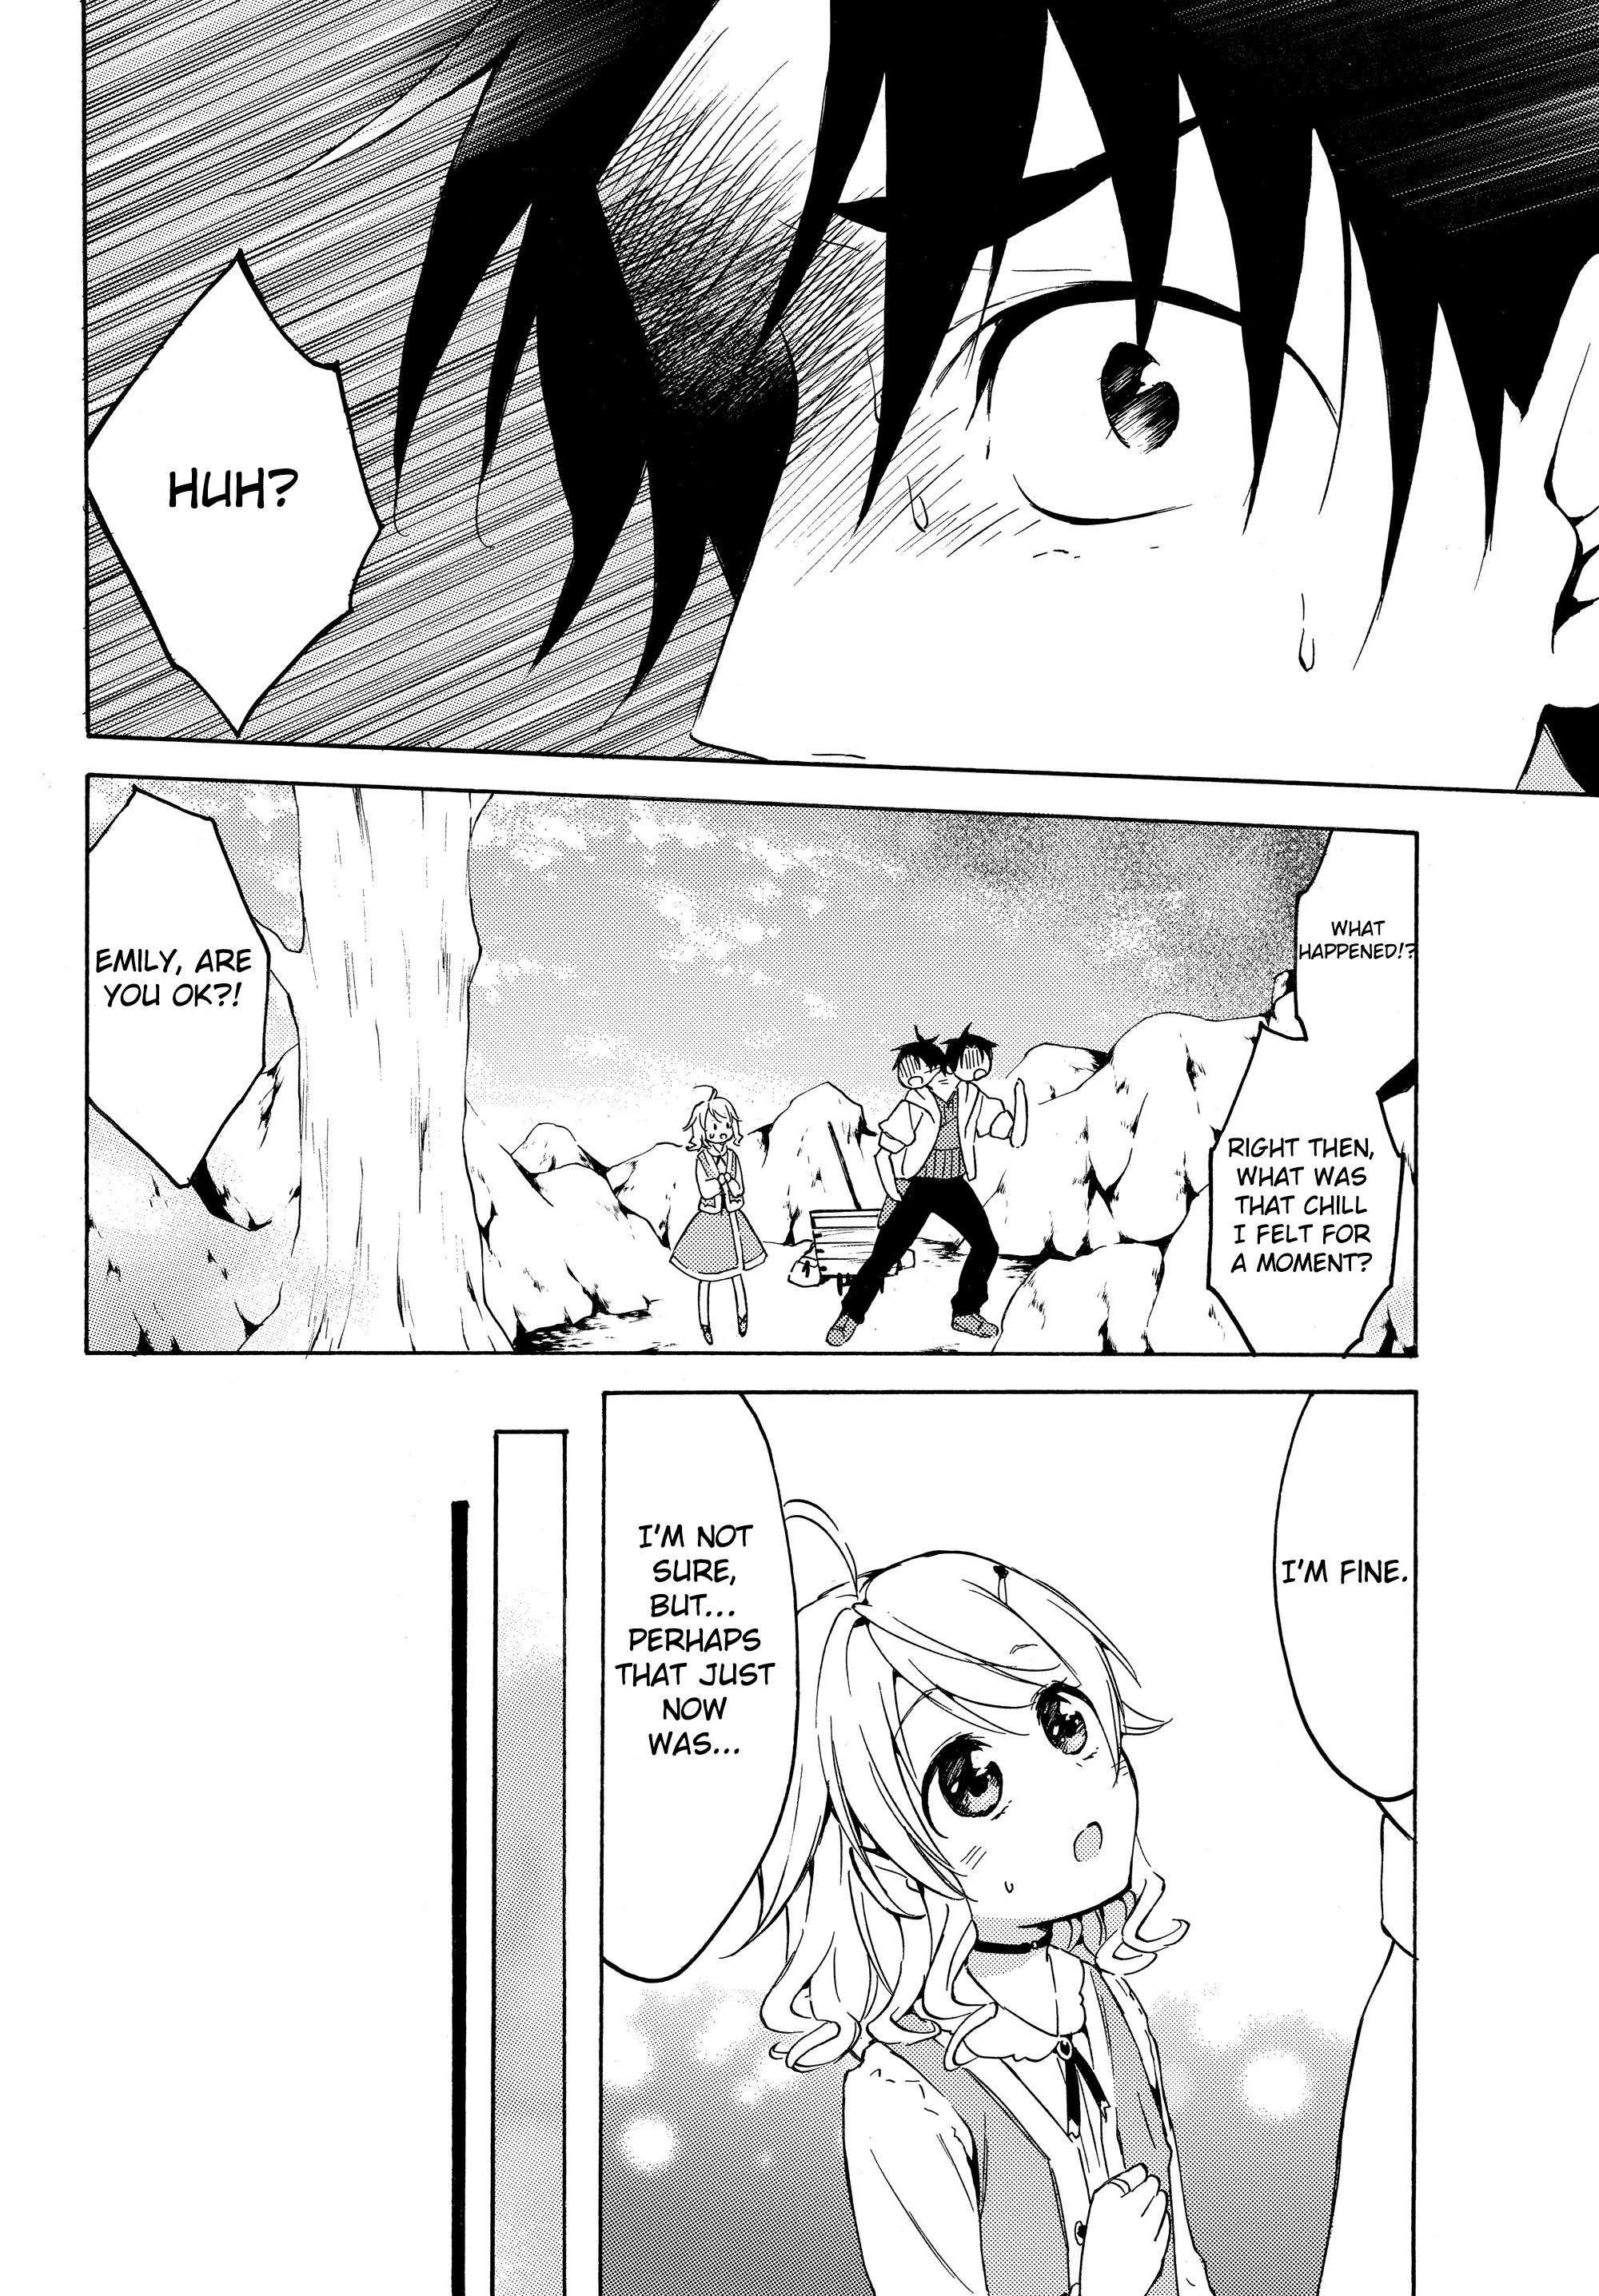 HUH?
WHAT
HAPPENED!?
RIGHT THEN,
WHAT WAS
THAT CHILL
I FELT FOR
A MOMENT?
EMILY, ARE
YOU OK?!
I'M FINE.
I'M NOT
SURE,
BUT...
PERHAPS
THAT JUST
NOW
WAS...